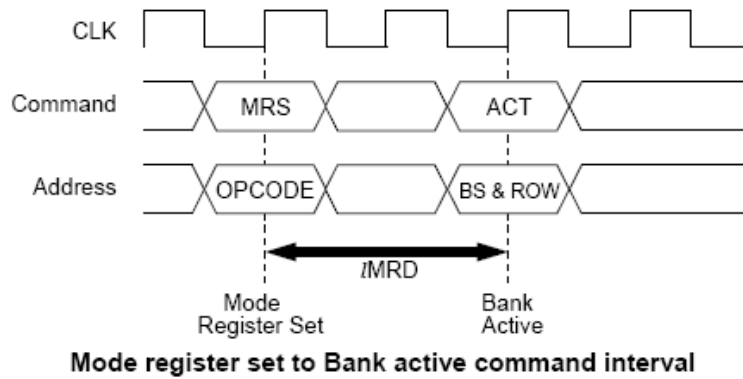 CLK
Command MRS ACT
Address OPCODE BS & ROW
lMRD
Mode Bank
Register Set Active
Mode register set to Bank active command interval